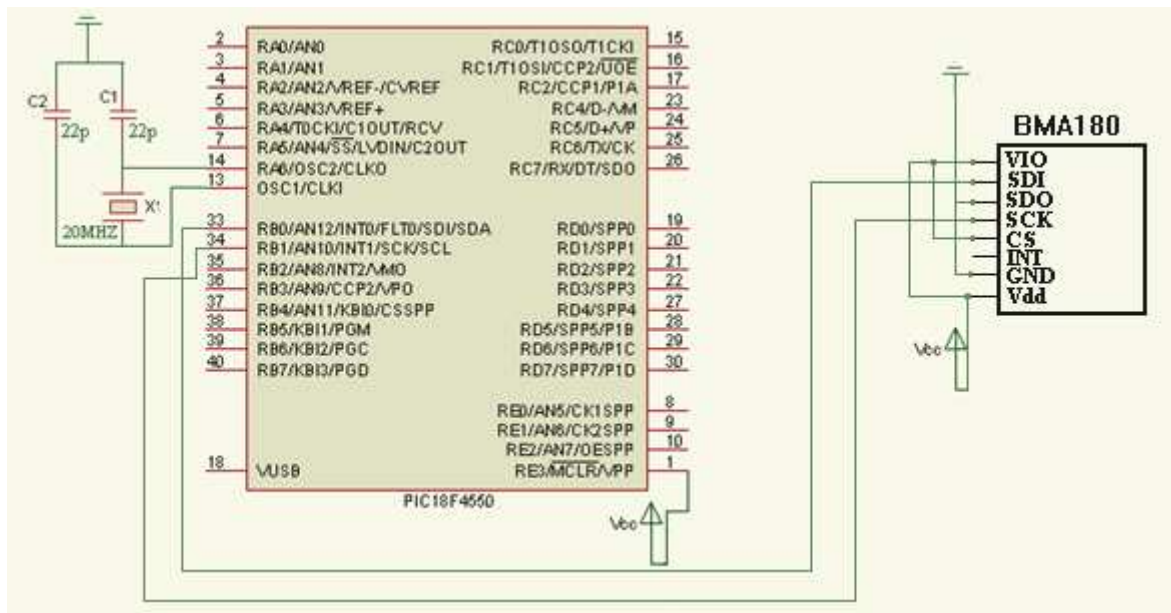 C2
22p
C1
22p
X1
20MHZ
2 RA0/AN0
3 RA1/AN1
4 RA2/AN2/VREF-/CVREF
5 RA3/AN3/VREF+
6 RA4/T0CKI/C1OUT/RCV
7 RA5/AN4/SS/LVDIN/C2OUT
14 RA6/OSC2/CLKO
13 OSC1/CLKI
33 RB0/AN12/INT0/FLT0/SDI/SDA
34 RB1/AN10/INT1/SCK/SCL
35 RB2/AN8/INT2/VMO
36 RB3/AN9/CCP2/VPO
37 RB4/AN11/KBI0/CSSPP
38 RB5/KBI1/PGM
39 RB6/KBI2/PGC
40 RB7/KBI3/PGD
18 VUSB
RC0/T1OSO/T1CKI 15
RC1/T1OSI/CCP2/UOE 16
RC2/CCP1/P1A 17
RC4/D-/VM 23
RC5/D+/VP 24
RC6/TX/CK 25
RC7/RX/DT/SDO 26
RD0/SPP0 19
RD1/SPP1 20
RD2/SPP2 21
RD3/SPP3 22
RD4/SPP4 27
RD5/SPP5/P1B 28
RD6/SPP6/P1C 29
RD7/SPP7/P1D 30
RE0/AN5/CK1SPP 8
RE1/AN6/CK2SPP 9
RE2/AN7/OESPP 10
RE3/MCLR/VPP 1
PIC18F4550
Vcc
BMA180
VIO
SDI
SDO
SCK
CS
INT
GND
Vdd
Vcc